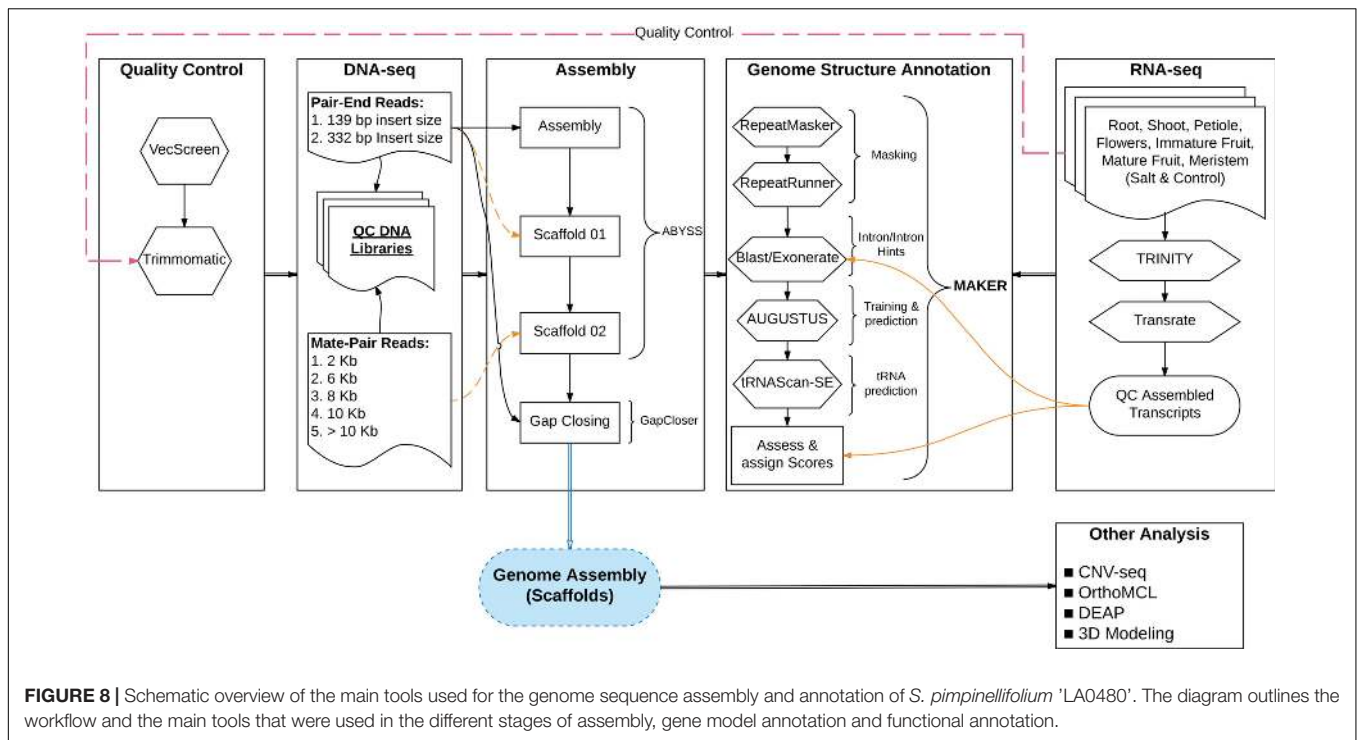 Quality Control
Quality Control
VecScreen
Trimmomatic
DNA-seq
Pair-End Reads:
1. 139 bp insert size
2. 332 bp Insert size
QC DNA
Libraries
Mate-Pair Reads:
1. 2 Kb
2. 6 Kb
3. 8 Kb
4. 10 Kb
5. > 10 Kb
Assembly
Assembly
Scaffold 01
Scaffold 02
ABYSS
Gap Closing
GapCloser
Genome Structure Annotation
RepeatMasker
RepeatRunner
Masking
Blast/Exonerate
Intron/Intron
Hints
AUGUSTUS
Training &
prediction
tRNAScan-SE
tRNA
prediction
Assess &
assign Scores
MAKER
RNA-seq
Root, Shoot, Petiole,
Flowers, Immature Fruit,
Mature Fruit, Meristem
(Salt & Control)
TRINITY
Transrate
QC Assembled
Transcripts
Genome Assembly
(Scaffolds)
Other Analysis
■ CNV-seq
■ OrthoMCL
■ DEAP
■ 3D Modeling
FIGURE 8 | Schematic overview of the main tools used for the genome sequence assembly and annotation of S. pimpinellifolium 'LA0480'. The diagram outlines the
workflow and the main tools that were used in the different stages of assembly, gene model annotation and functional annotation.